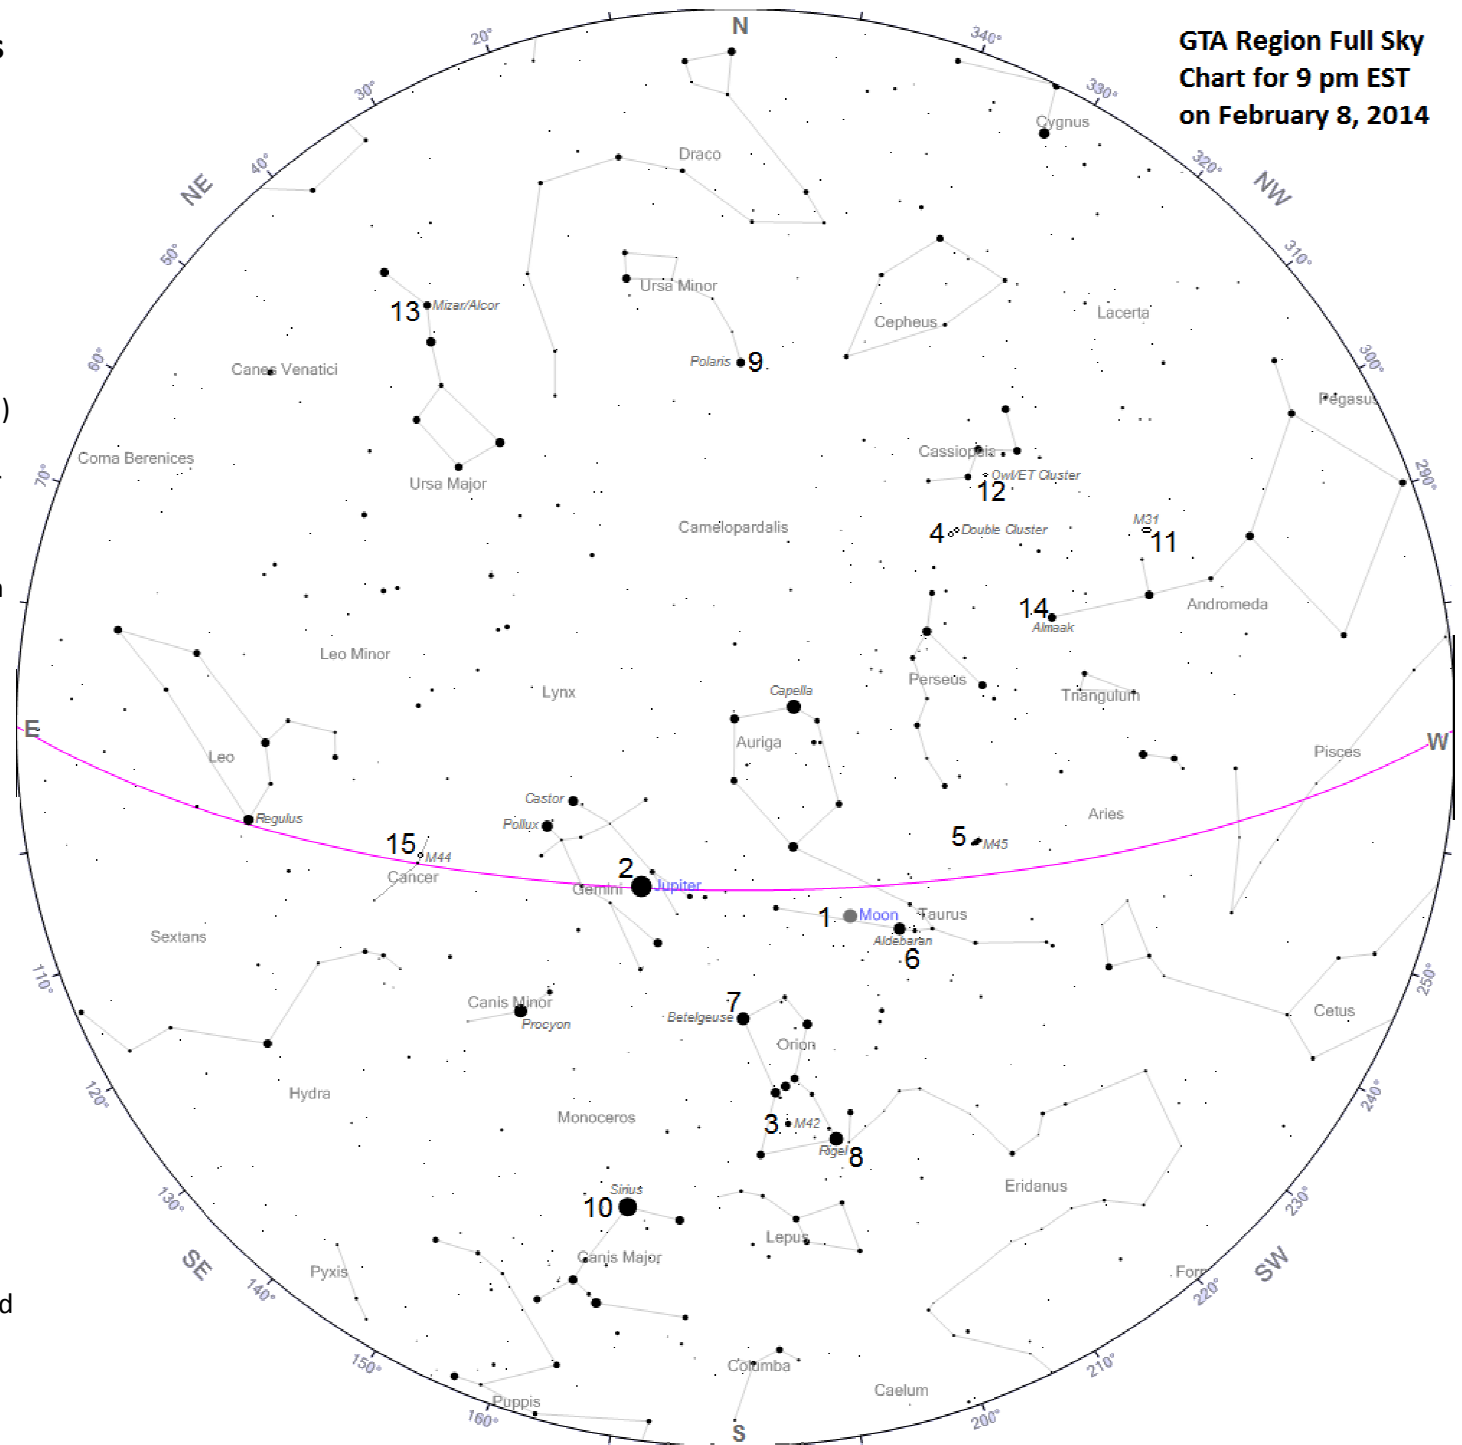 GTA Region Full Sky
Chart for 9 pm EST
on February 8, 2014
s
)
d
N
20°
340°
30°
330°
Cygnus
Draco
40°
320°
NE
NW
50°
310°
Ursa Minor
13 Mizar/Alcor
Lacerta
Cepheus
60°
300°
Polaris 9
Canes Venatici
Pegasus
Coma Berenices
Cassiopeia
70°
290°
Ursa Major
Owl/ET Cluster
12
M31
Camelopardalis
4 Double Cluster
11
14
Andromeda
Almaak
Leo Minor
Perseus
Lynx
Capella
Triangulum
E
Auriga
W
Leo
Pisces
Castor
Aries
Regulus
Pollux
15 M44
5 M45
Cancer
2
Gemini Jupiter
1 Moon Taurus
Sextans
Aldebaran
6
110°
250°
Canis Minor
7
Betelgeuse
Cetus
Procyon
Orion
120°
240°
Hydra
Monoceros
3 M42
Rigel 8
130°
230°
Sirius
Eridanus
10
Lepus
SE
Canis Major
SW
Pyxis
Forn
140°
220°
150°
210°
Columba
Caelum
Puppis
160°
200°
S